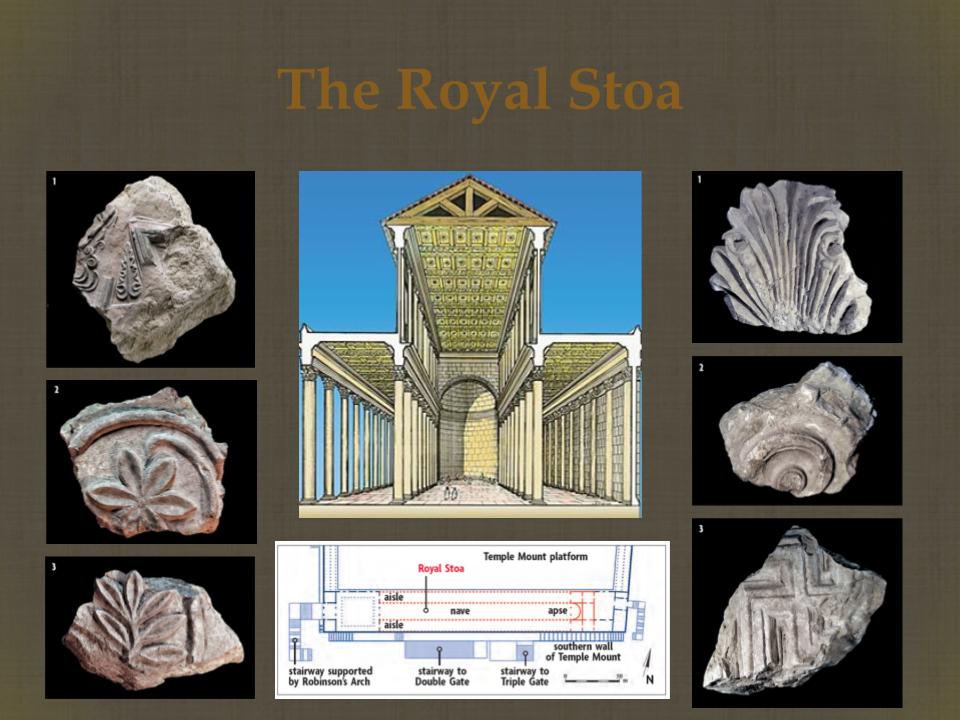 The Royal Stoa
1
2
3
1
2
3
Temple Mount platform
Royal Stoa
aisle
nave
apse
aisle
southern wall
of Temple Mount
stairway supported
by Robinson's Arch
stairway to
Double Gate
stairway to
Triple Gate
0
m
N